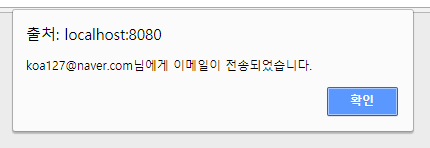 출처: localhost:8080
koa127@naver.com님에게 이메일이 전송되었습니다.
확인